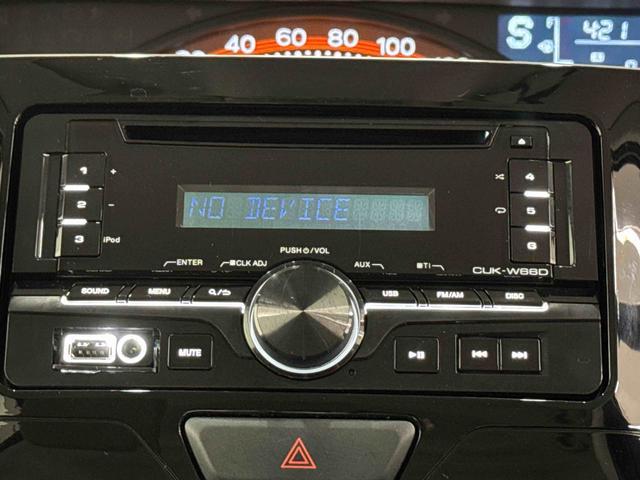 40 60 80 100
S 421
1 +
2 -
3 iPod
4
5
6
NO DEVICE
PUSH /VOL
ENTER CLK ADJ AUX TI CUK-W66D
SOUND MENU USB FM/AM DISC
MUTE